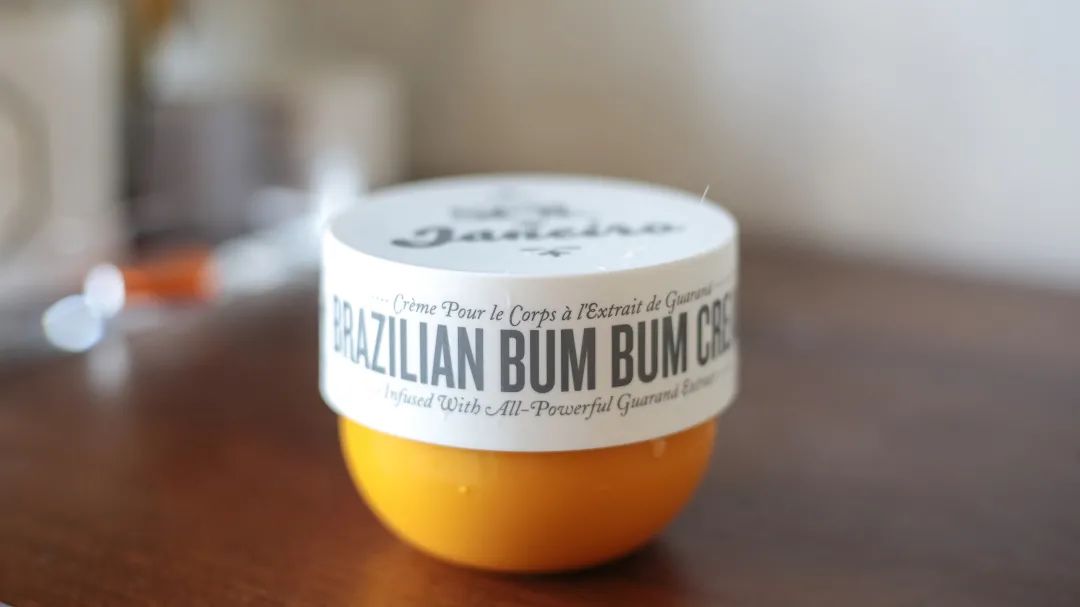 Janeiro
Crème Pour le Corps à l'Extrait de Guaraná
BRAZILIAN BUM BUM CRE
Infused With All-Powerful Guaraná Extract